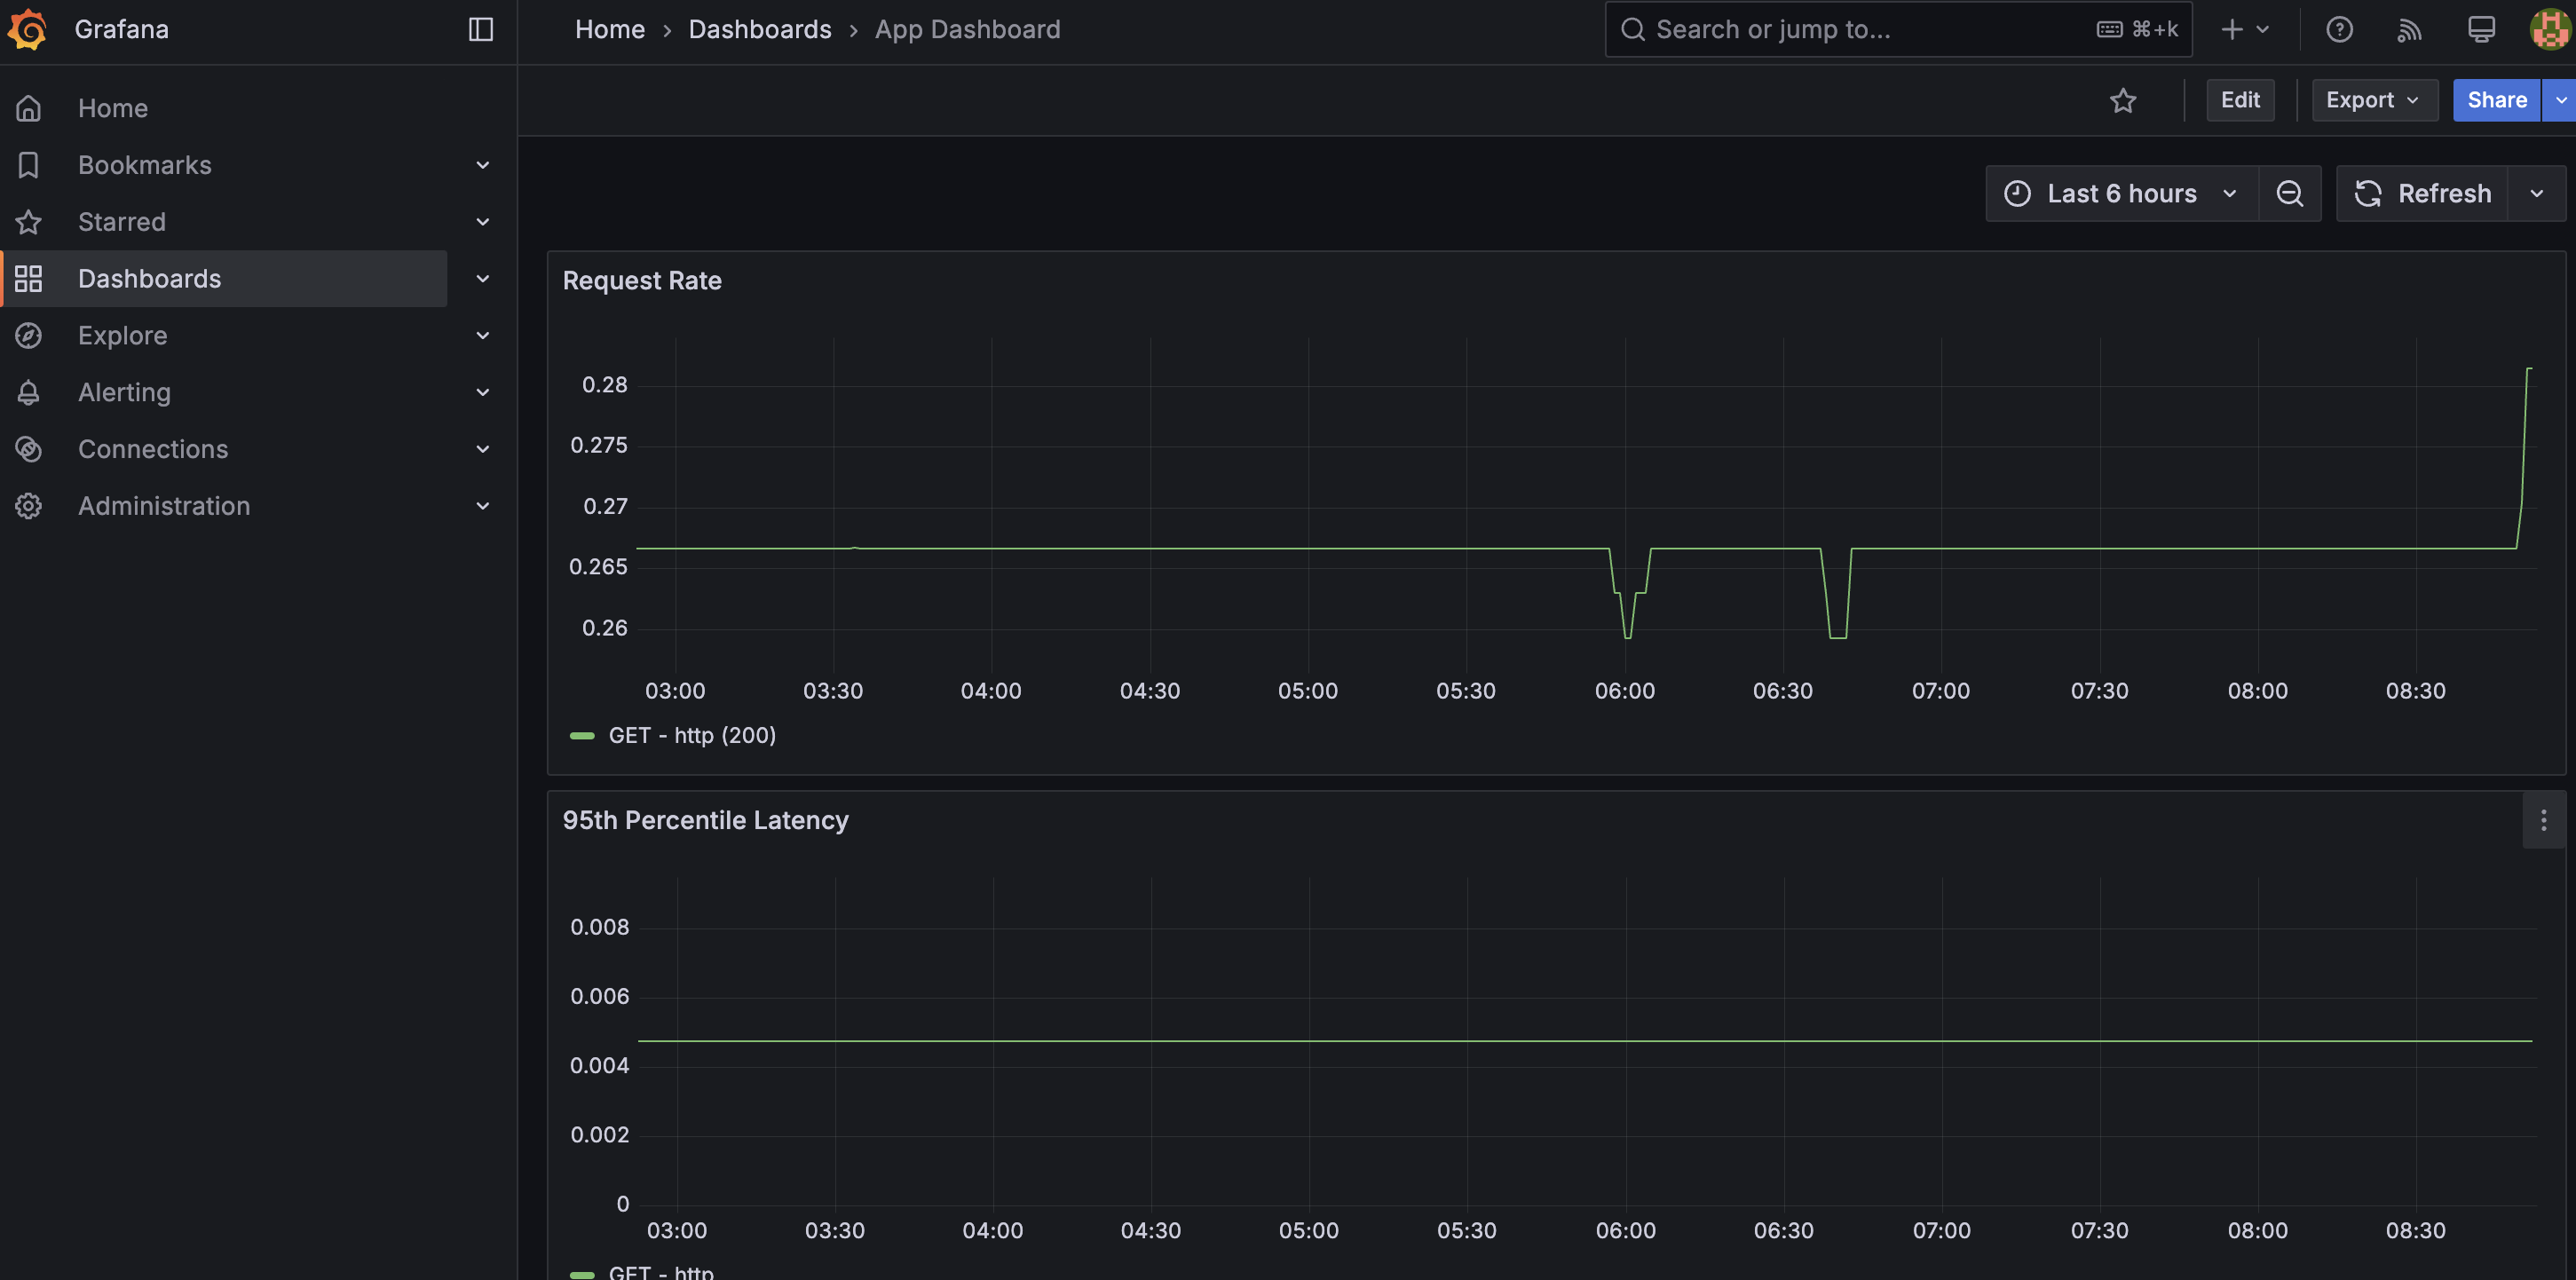 Grafana
Home
Bookmarks
Starred
Dashboards
Explore
Alerting
Connections
Administration
Home › Dashboards › App Dashboard
Search or jump to...
⌘+k
Edit
Export
Share
Last 6 hours
Refresh
Request Rate
0.28
0.275
0.27
0.265
0.26
03:00 03:30 04:00 04:30 05:00 05:30 06:00 06:30 07:00 07:30 08:00 08:30
GET - http (200)
95th Percentile Latency
0.008
0.006
0.004
0.002
0
03:00 03:30 04:00 04:30 05:00 05:30 06:00 06:30 07:00 07:30 08:00 08:30
GET - http